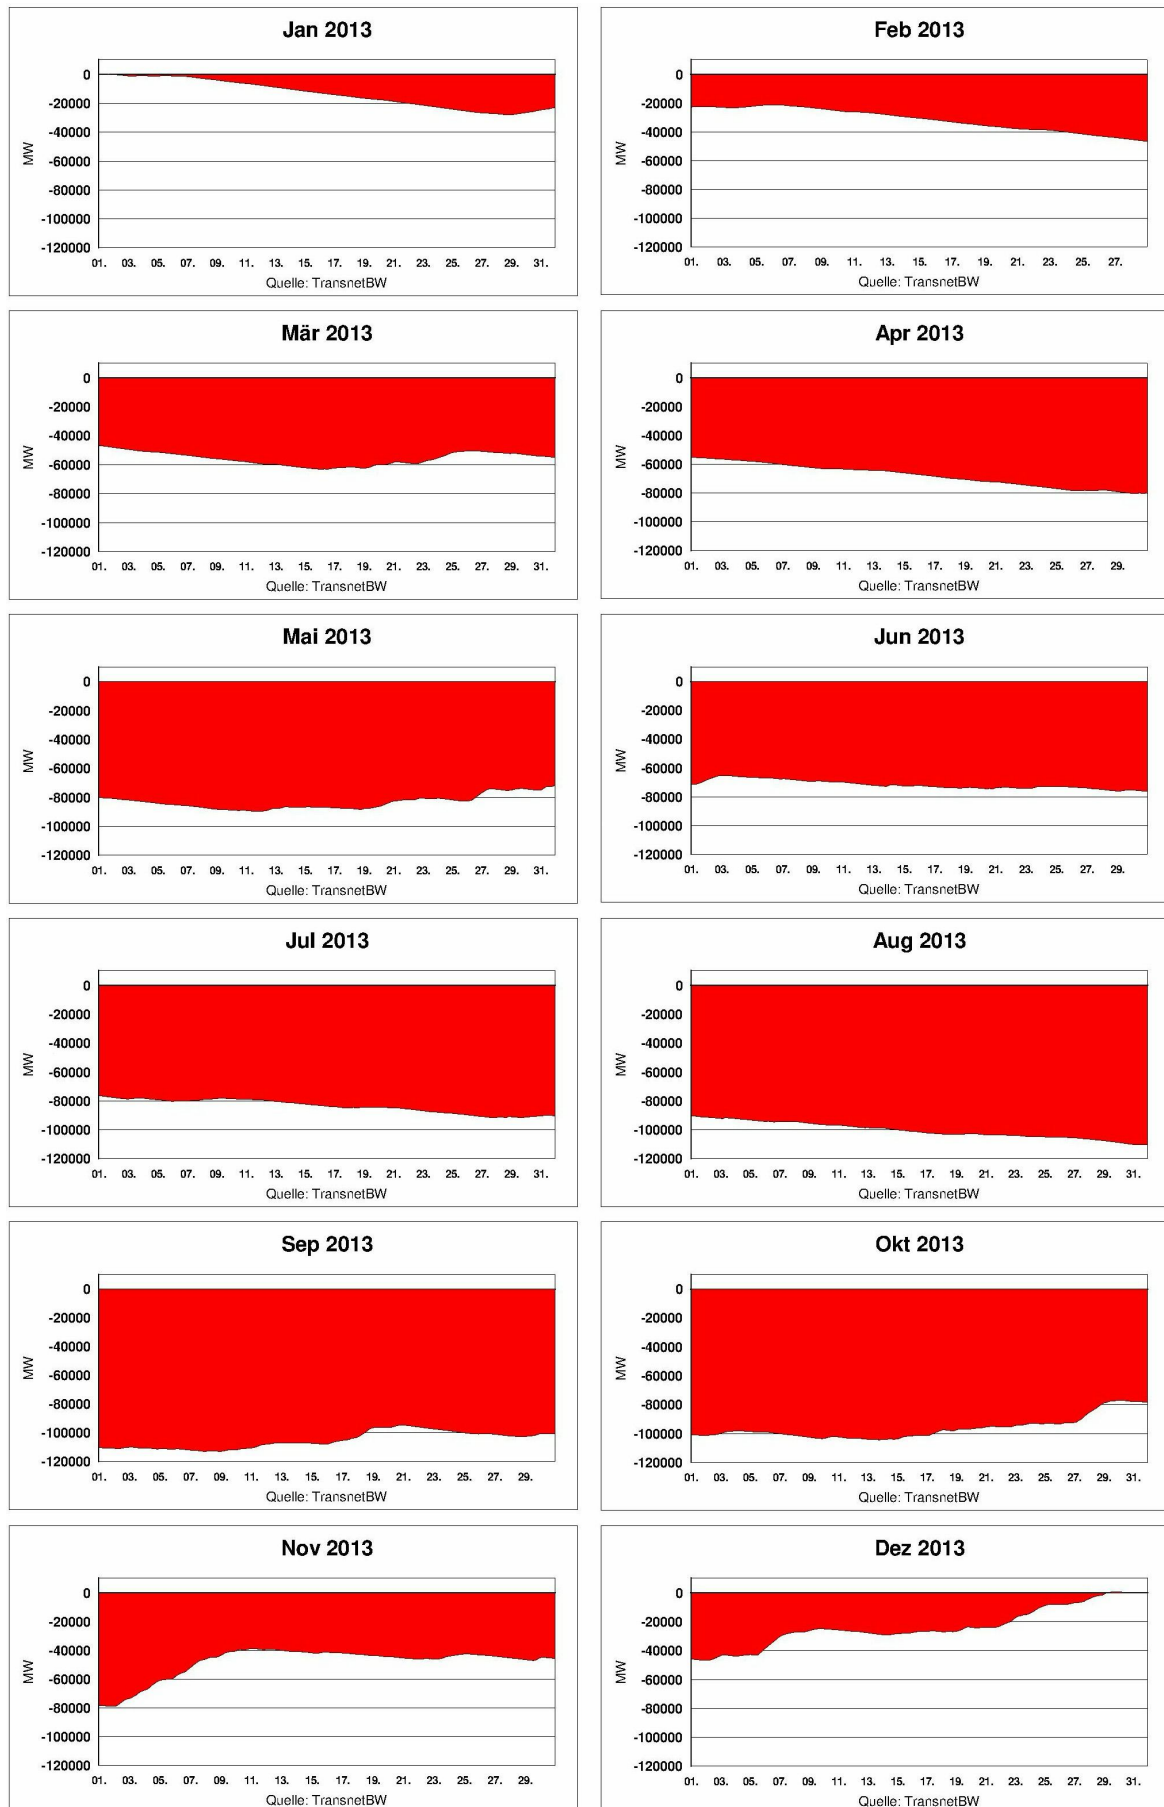 Jan 2013
MW
0
-20000
-40000
-60000
-80000
-100000
-120000
01. 03. 05. 07. 09. 11. 13. 15. 17. 19. 21. 23. 25. 27. 29. 31.
Quelle: TransnetBW
Feb 2013
MW
0
-20000
-40000
-60000
-80000
-100000
-120000
01. 03. 05. 07. 09. 11. 13. 15. 17. 19. 21. 23. 25. 27.
Quelle: TransnetBW
Mär 2013
MW
0
-20000
-40000
-60000
-80000
-100000
-120000
01. 03. 05. 07. 09. 11. 13. 15. 17. 19. 21. 23. 25. 27. 29. 31.
Quelle: TransnetBW
Apr 2013
MW
0
-20000
-40000
-60000
-80000
-100000
-120000
01. 03. 05. 07. 09. 11. 13. 15. 17. 19. 21. 23. 25. 27. 29.
Quelle: TransnetBW
Mai 2013
MW
0
-20000
-40000
-60000
-80000
-100000
-120000
01. 03. 05. 07. 09. 11. 13. 15. 17. 19. 21. 23. 25. 27. 29. 31.
Quelle: TransnetBW
Jun 2013
MW
0
-20000
-40000
-60000
-80000
-100000
-120000
01. 03. 05. 07. 09. 11. 13. 15. 17. 19. 21. 23. 25. 27. 29.
Quelle: TransnetBW
Jul 2013
MW
0
-20000
-40000
-60000
-80000
-100000
-120000
01. 03. 05. 07. 09. 11. 13. 15. 17. 19. 21. 23. 25. 27. 29. 31.
Quelle: TransnetBW
Aug 2013
MW
0
-20000
-40000
-60000
-80000
-100000
-120000
01. 03. 05. 07. 09. 11. 13. 15. 17. 19. 21. 23. 25. 27. 29. 31.
Quelle: TransnetBW
Sep 2013
MW
0
-20000
-40000
-60000
-80000
-100000
-120000
01. 03. 05. 07. 09. 11. 13. 15. 17. 19. 21. 23. 25. 27. 29.
Quelle: TransnetBW
Okt 2013
MW
0
-20000
-40000
-60000
-80000
-100000
-120000
01. 03. 05. 07. 09. 11. 13. 15. 17. 19. 21. 23. 25. 27. 29. 31.
Quelle: TransnetBW
Nov 2013
MW
0
-20000
-40000
-60000
-80000
-100000
-120000
01. 03. 05. 07. 09. 11. 13. 15. 17. 19. 21. 23. 25. 27. 29.
Quelle: TransnetBW
Dez 2013
MW
0
-20000
-40000
-60000
-80000
-100000
-120000
01. 03. 05. 07. 09. 11. 13. 15. 17. 19. 21. 23. 25. 27. 29. 31.
Quelle: TransnetBW